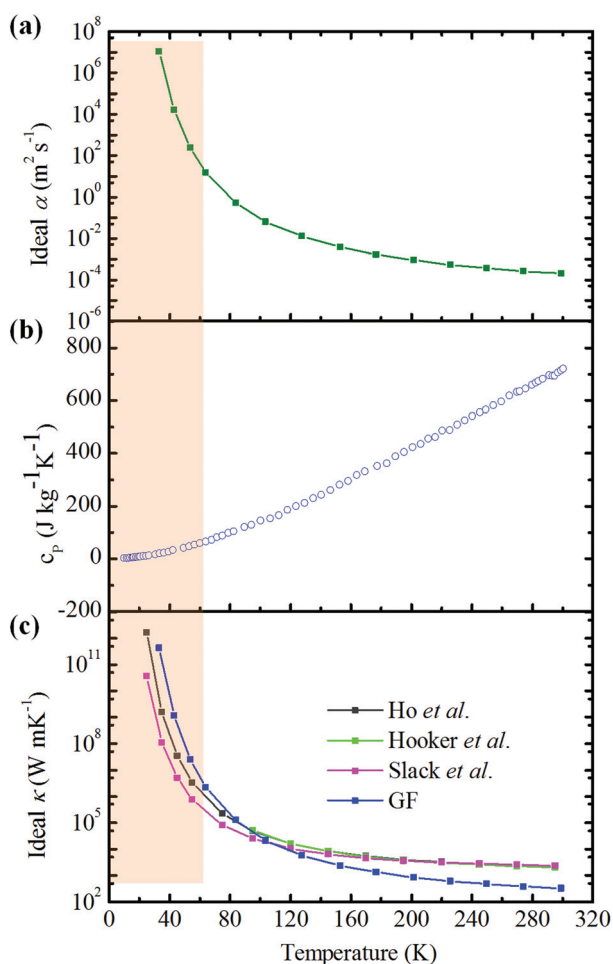 (a)
10^8
10^6
10^4
10^2
10^0
10^-2
10^-4
10^-6
Ideal α (m^2 s^-1)
(b)
800
600
400
200
0
-200
c_p (J kg^-1K^-1)
(c)
10^11
10^8
10^5
10^2
Ideal κ (W mK^-1)
Ho et al.
Hooker et al.
Slack et al.
GF
0 40 80 120 160 200 240 280 320
Temperature (K)